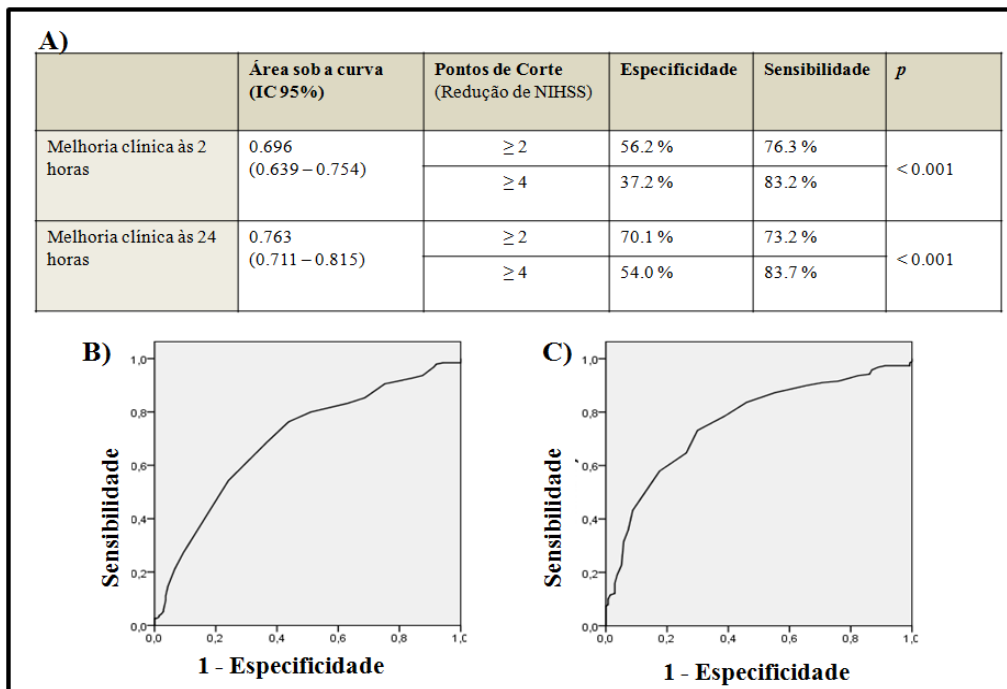 A)
Área sob a curva
(IC 95%)
Pontos de Corte
(Redução de NIHSS)
Especificidade
Sensibilidade
p
Melhoria clínica às 2
horas
0.696
(0.639 – 0.754)
≥ 2
56.2 %
76.3 %
< 0.001
≥ 4
37.2 %
83.2 %
Melhoria clínica às 24
horas
0.763
(0.711 – 0.815)
≥ 2
70.1 %
73.2 %
< 0.001
≥ 4
54.0 %
83.7 %
B)
Sensibilidade
1,0
0,8
0,6
0,4
0,2
0,0
0,0 0,2 0,4 0,6 0,8 1,0
1 - Especificidade
C)
Sensibilidade
1,0
0,8
0,6
0,4
0,2
0,0
0,0 0,2 0,4 0,6 0,8 1,0
1 - Especificidade